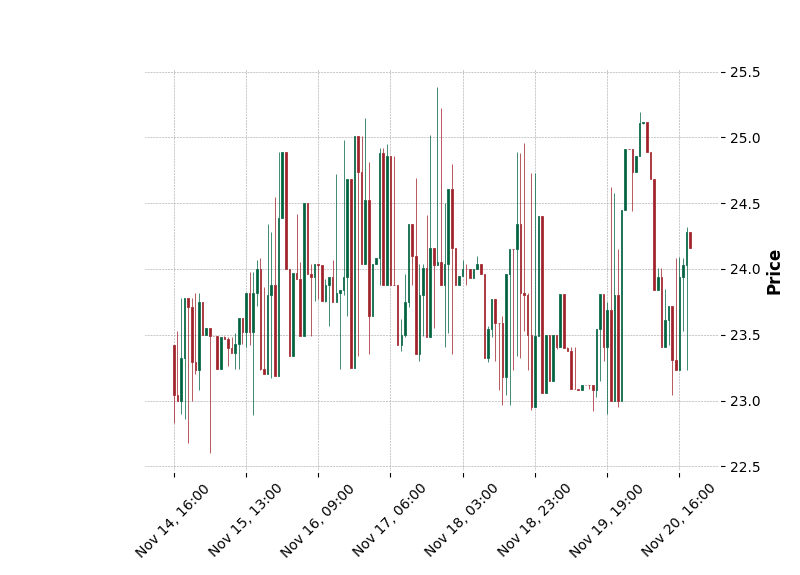 25.5
25.0
24.5
24.0
23.5
23.0
22.5
Price
Nov 14, 16:00
Nov 15, 13:00
Nov 16, 09:00
Nov 17, 06:00
Nov 18, 03:00
Nov 18, 23:00
Nov 19, 19:00
Nov 20, 16:00